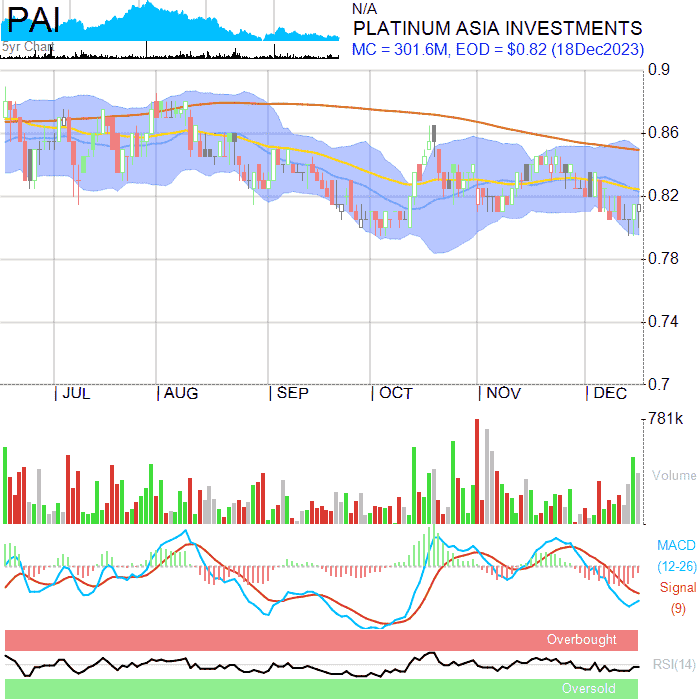 PAI
5yr Chart
N/A
PLATINUM ASIA INVESTMENTS
MC = 301.6M, EOD = $0.82 (18Dec2023)
0.9
0.86
0.82
0.78
0.74
0.7
JUL AUG SEP OCT NOV DEC
781k
Volume
MACD
(12-26)
Signal
(9)
Overbought
RSI(14)
Oversold